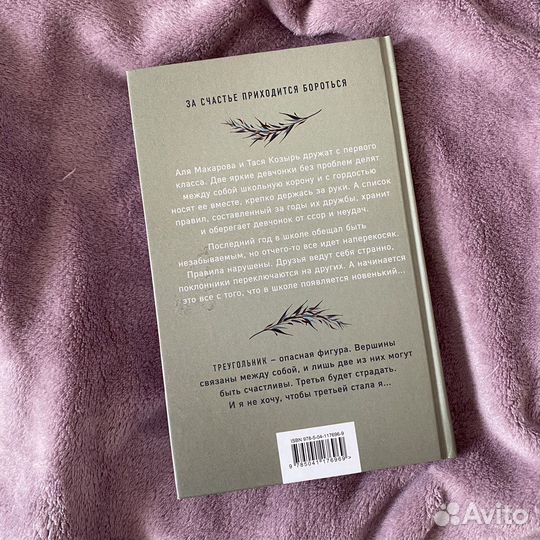 ЗА СЧАСТЬЕ ПРИХОДИТСЯ БОРОТЬСЯ
Аля Макарова и Тася Козырь дружат с первого
класса. Две яркие девчонки без проблем делят
между собой школьную корону и с гордостью
носят ее вместе, крепко держась за руки. А список
правил, составленный за годы их дружбы, хранит
и оберегает девчонок от ссор и неудач.
Последний год в школе обещал быть
незабываемым, но отчего-то все идет наперекосяк.
Правила нарушены. Друзья ведут себя странно,
поклонники переключаются на других. А начинается
это все с того, что в школе появляется новенький...
ТРЕУГОЛЬНИК – опасная фигура. Вершины
связаны между собой, и лишь две из них могут
быть счастливы. Третья будет страдать.
И я не хочу, чтобы третьей стала я...
ISBN 978-5-04-117696-9
9 785041 176969 >
Avito